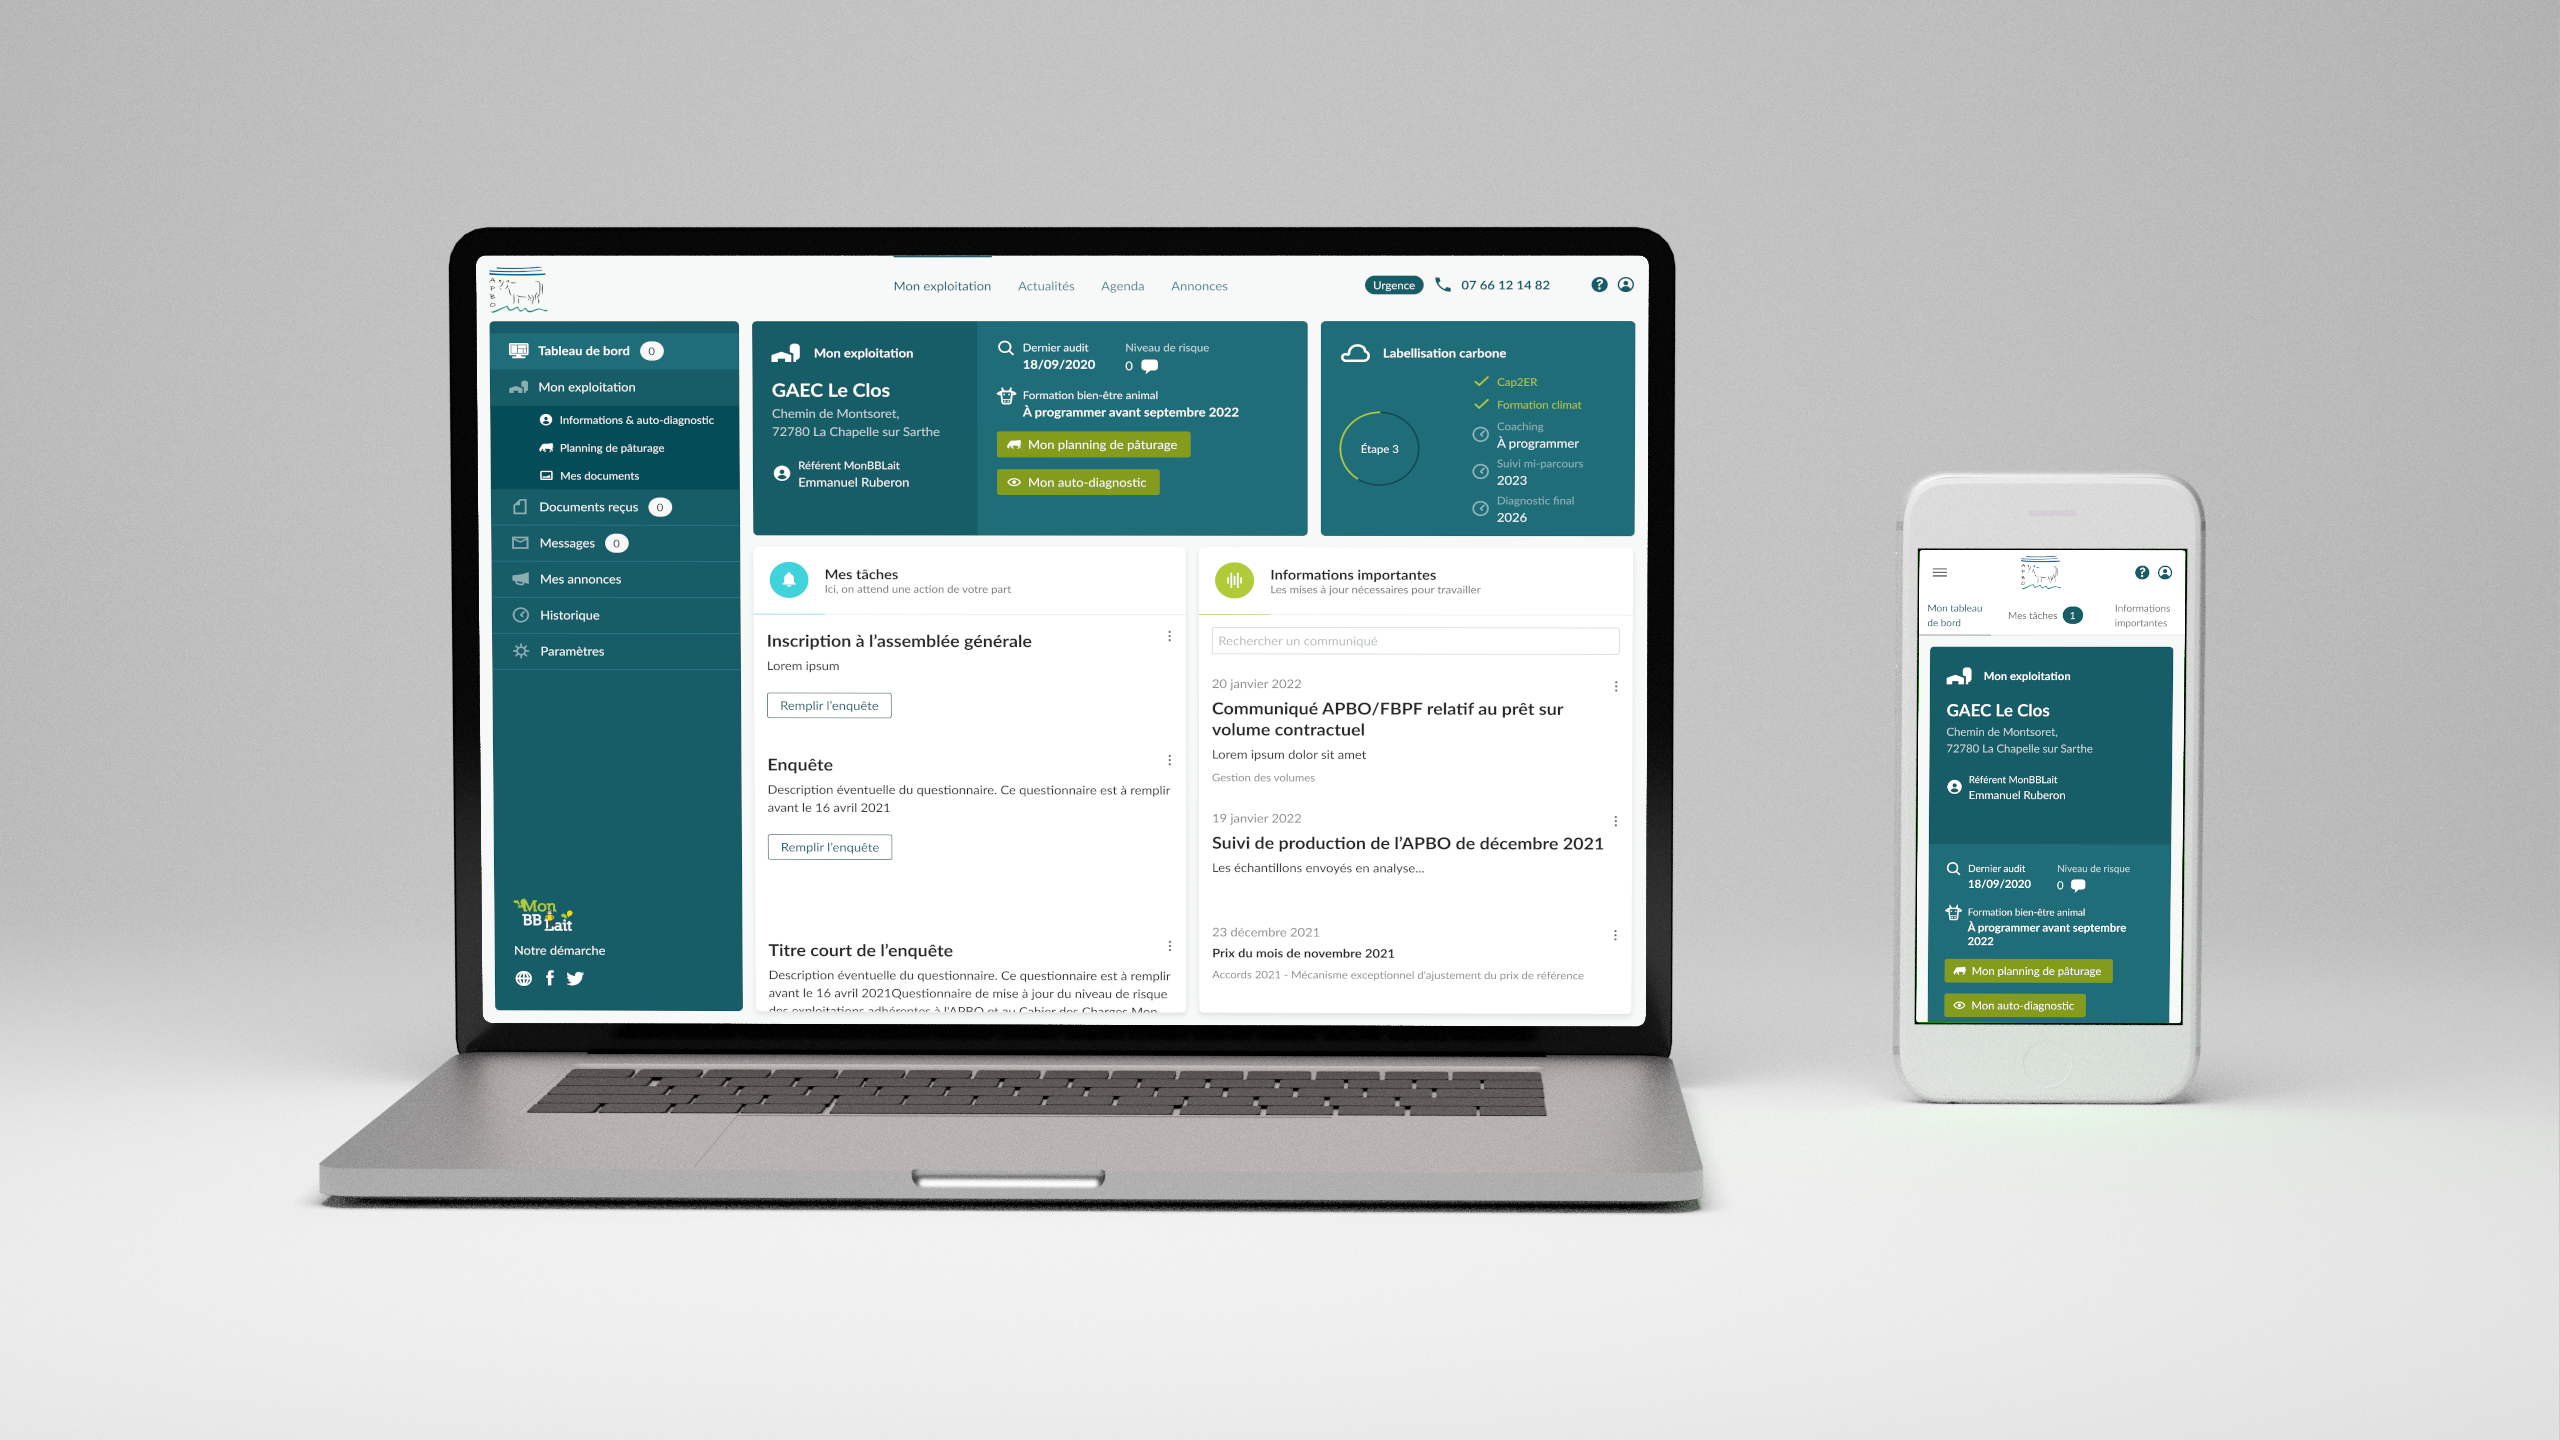 APBO
Mon exploitation
Actualités
Agenda
Annonces
Urgence
07 66 12 14 82
Tableau de bord 0
Mon exploitation
Informations & auto-diagnostic
Planning de pâturage
Mes documents
Documents reçus 0
Messages 0
Mes annonces
Historique
Paramètres
Mon
BB Lait
Notre démarche
Mon exploitation
GAEC Le Clos
Chemin de Montsoret,
72780 La Chapelle sur Sarthe
Référent MonBBLait
Emmanuel Ruberon
Dernier audit
18/09/2020
Niveau de risque
0
Formation bien-être animal
À programmer avant septembre 2022
Mon planning de pâturage
Mon auto-diagnostic
Labellisation carbone
Étape 3
Cap2ER
Formation climat
Coaching
À programmer
Suivi mi-parcours
2023
Diagnostic final
2026
Mes tâches
Ici, on attend une action de votre part
Inscription à l'assemblée générale
Lorem ipsum
Remplir l'enquête
Enquête
Description éventuelle du questionnaire. Ce questionnaire est à remplir
avant le 16 avril 2021
Remplir l'enquête
Titre court de l'enquête
Description éventuelle du questionnaire. Ce questionnaire est à remplir
avant le 16 avril 2021Questionnaire de mise à jour du niveau de risque
des exploitations adhérentes à l'APBO et au Cahier des Charges Mon
Informations importantes
Les mises à jour nécessaires pour travailler
Rechercher un communiqué
20 janvier 2022
Communiqué APBO/FBPF relatif au prêt sur
volume contractuel
Lorem ipsum dolor sit amet
Gestion des volumes
19 janvier 2022
Suivi de production de l'APBO de décembre 2021
Les échantillons envoyés en analyse...
23 décembre 2021
Prix du mois de novembre 2021
Accords 2021 - Mécanisme exceptionnel d'ajustement du prix de référence
APBO
Mon tableau
de bord
Mes tâches 1
Informations
importantes
Mon exploitation
GAEC Le Clos
Chemin de Montsoret,
72780 La Chapelle sur Sarthe
Référent MonBBLait
Emmanuel Ruberon
Dernier audit
18/09/2020
Niveau de risque
0
Formation bien-être animal
À programmer avant septembre
2022
Mon planning de pâturage
Mon auto-diagnostic